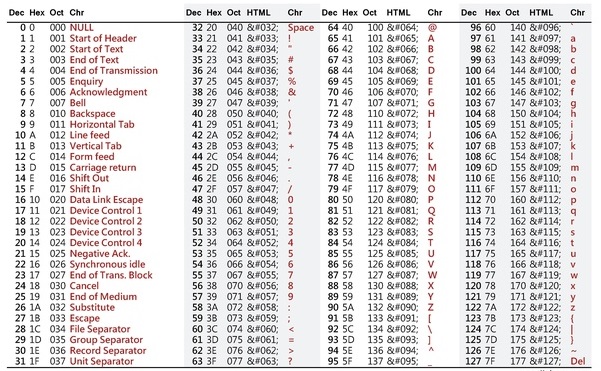 Dec Hex Oct Chr Dec Hex Oct HTML Chr Dec Hex Oct HTML Chr Dec Hex Oct HTML Chr
0 0 000 NULL 32 20 040 &#032; Space 64 40 100 &#064; @ 96 60 140 &#096; `
1 1 001 Start of Header 33 21 041 &#033; ! 65 41 101 &#065; A 97 61 141 &#097; a
2 2 002 Start of Text 34 22 042 &#034; " 66 42 102 &#066; B 98 62 142 &#098; b
3 3 003 End of Text 35 23 043 &#035; # 67 43 103 &#067; C 99 63 143 &#099; c
4 4 004 End of Transmission 36 24 044 &#036; $ 68 44 104 &#068; D 100 64 144 &#100; d
5 5 005 Enquiry 37 25 045 &#037; % 69 45 105 &#069; E 101 65 145 &#101; e
6 6 006 Acknowledgment 38 26 046 &#038; & 70 46 106 &#070; F 102 66 146 &#102; f
7 7 007 Bell 39 27 047 &#039; ' 71 47 107 &#071; G 103 67 147 &#103; g
8 8 010 Backspace 40 28 050 &#040; ( 72 48 110 &#072; H 104 68 150 &#104; h
9 9 011 Horizontal Tab 41 29 051 &#041; ) 73 49 111 &#073; I 105 69 151 &#105; i
10 A 012 Line feed 42 2A 052 &#042; * 74 4A 112 &#074; J 106 6A 152 &#106; j
11 B 013 Vertical Tab 43 2B 053 &#043; + 75 4B 113 &#075; K 107 6B 153 &#107; k
12 C 014 Form feed 44 2C 054 &#044; , 76 4C 114 &#076; L 108 6C 154 &#108; l
13 D 015 Carriage return 45 2D 055 &#045; - 77 4D 115 &#077; M 109 6D 155 &#109; m
14 E 016 Shift Out 46 2E 056 &#046; . 78 4E 116 &#078; N 110 6E 156 &#110; n
15 F 017 Shift In 47 2F 057 &#047; / 79 4F 117 &#079; O 111 6F 157 &#111; o
16 10 020 Data Link Escape 48 30 060 &#048; 0 80 50 120 &#080; P 112 70 160 &#112; p
17 11 021 Device Control 1 49 31 061 &#049; 1 81 51 121 &#081; Q 113 71 161 &#113; q
18 12 022 Device Control 2 50 32 062 &#050; 2 82 52 122 &#082; R 114 72 162 &#114; r
19 13 023 Device Control 3 51 33 063 &#051; 3 83 53 123 &#083; S 115 73 163 &#115; s
20 14 024 Device Control 4 52 34 064 &#052; 4 84 54 124 &#084; T 116 74 164 &#116; t
21 15 025 Negative Ack. 53 35 065 &#053; 5 85 55 125 &#085; U 117 75 165 &#117; u
22 16 026 Synchronous idle 54 36 066 &#054; 6 86 56 126 &#086; V 118 76 166 &#118; v
23 17 027 End of Trans. Block 55 37 067 &#055; 7 87 57 127 &#087; W 119 77 167 &#119; w
24 18 030 Cancel 56 38 070 &#056; 8 88 58 130 &#088; X 120 78 170 &#120; x
25 19 031 End of Medium 57 39 071 &#057; 9 89 59 131 &#089; Y 121 79 171 &#121; y
26 1A 032 Substitute 58 3A 072 &#058; : 90 5A 132 &#090; Z 122 7A 172 &#122; z
27 1B 033 Escape 59 3B 073 &#059; ; 91 5B 133 &#091; [ 123 7B 173 &#123; {
28 1C 034 File Separator 60 3C 074 &#060; < 92 5C 134 &#092; \ 124 7C 174 &#124; |
29 1D 035 Group Separator 61 3D 075 &#061; = 93 5D 135 &#093; ] 125 7D 175 &#125; }
30 1E 036 Record Separator 62 3E 076 &#062; > 94 5E 136 &#094; ^ 126 7E 176 &#126; ~
31 1F 037 Unit Separator 63 3F 077 &#063; ? 95 5F 137 &#095; _ 127 7F 177 &#127; Del